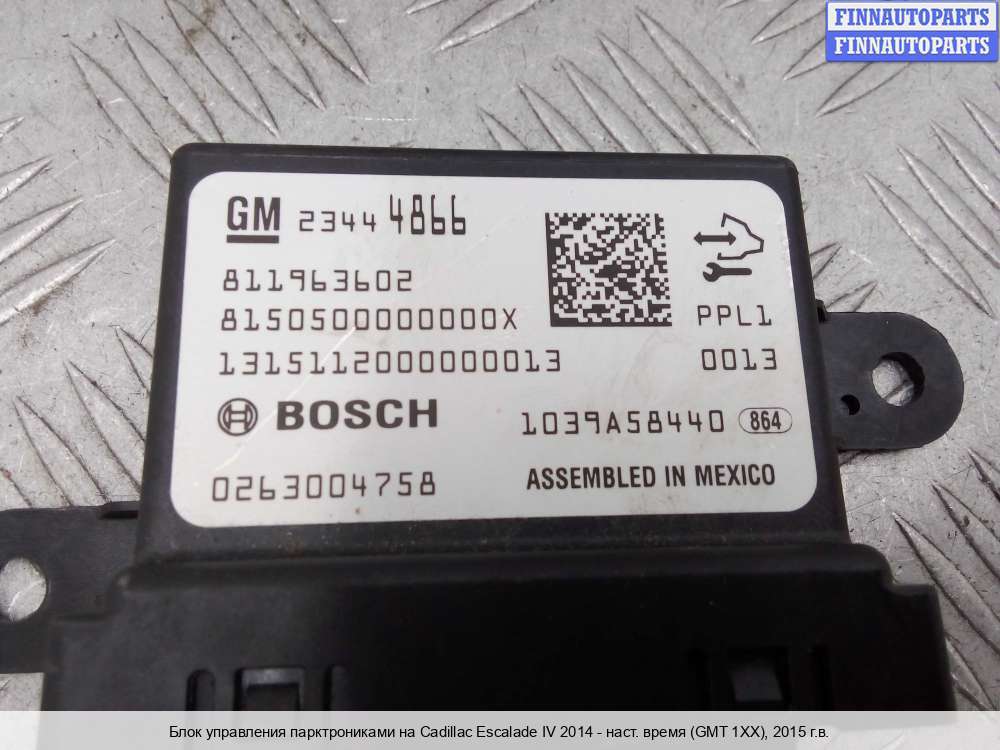 FINNAUTOPARTS
FINNAUTOPARTS
GM 23444866
811963602
PPL1
8150500000000X
1315112000000013 0013
BOSCH 1039A58440 864
0263004758 ASSEMBLED IN MEXICO
Блок управления парктрониками на Cadillac Escalade IV 2014 - наст. время (GMT 1XX), 2015 г.в.